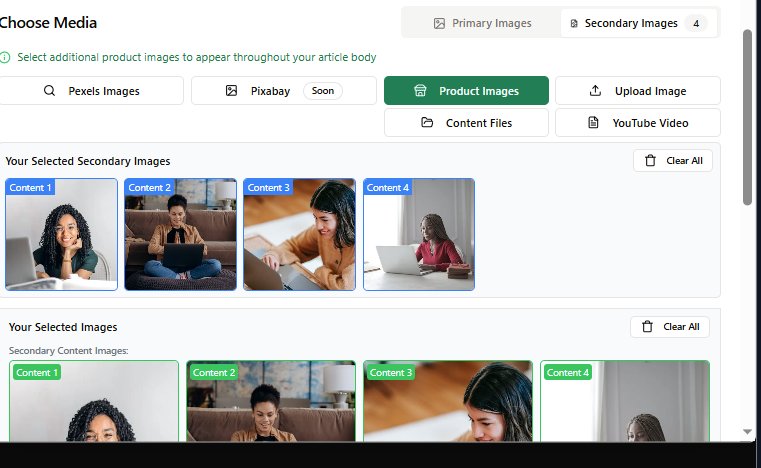 Choose Media
Primary Images
Secondary Images 4
Select additional product images to appear throughout your article body
Pexels Images
Pixabay Soon
Product Images
Upload Image
Content Files
YouTube Video
Your Selected Secondary Images
Clear All
Content 1
Content 2
Content 3
Content 4
Your Selected Images
Clear All
Secondary Content Images:
Content 1
Content 2
Content 3
Content 4